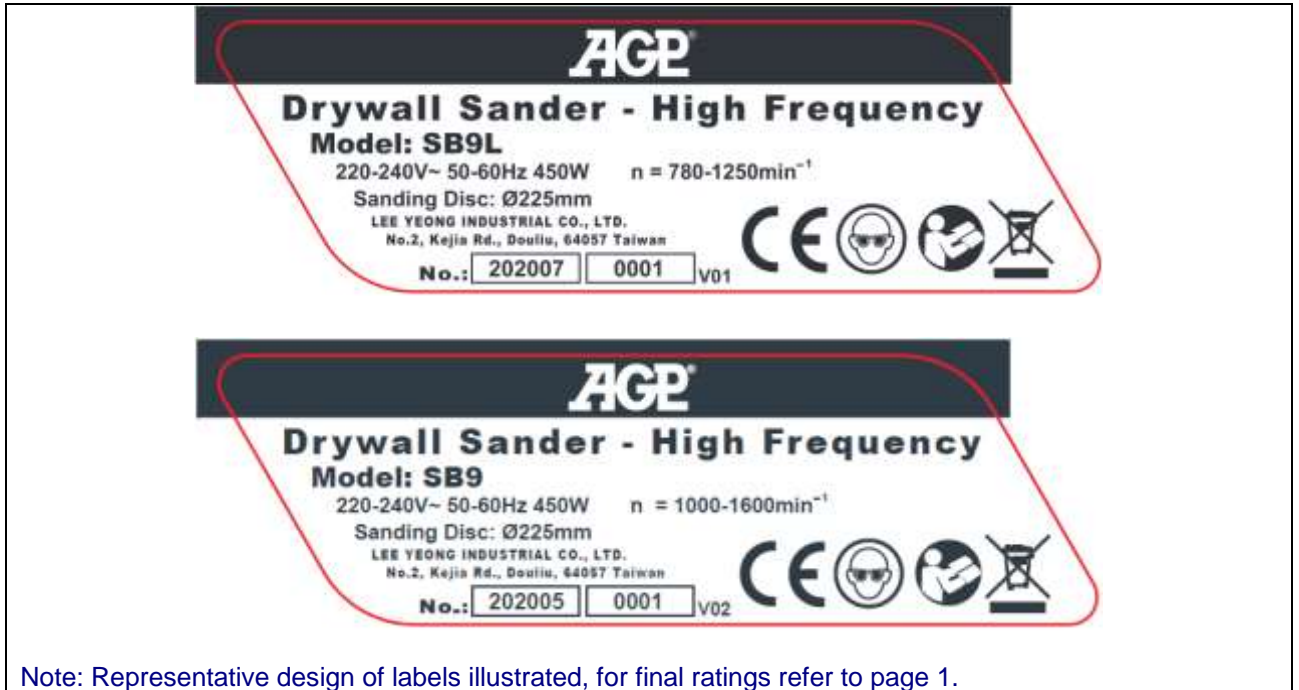 AGP®
Drywall Sander - High Frequency
Model: SB9L
220-240V~ 50-60Hz 450W n = 780-1250min⁻¹
Sanding Disc: Ø225mm
LEE YEONG INDUSTRIAL CO., LTD.
No.2, Kejia Rd., Douliu, 64057 Taiwan
No.: 202007 0001 V01
CE
AGP®
Drywall Sander - High Frequency
Model: SB9
220-240V~ 50-60Hz 450W n = 1000-1600min⁻¹
Sanding Disc: Ø225mm
LEE YEONG INDUSTRIAL CO., LTD.
No.2, Kejia Rd., Douliu, 64057 Taiwan
No.: 202005 0001 V02
CE
Note: Representative design of labels illustrated, for final ratings refer to page 1.